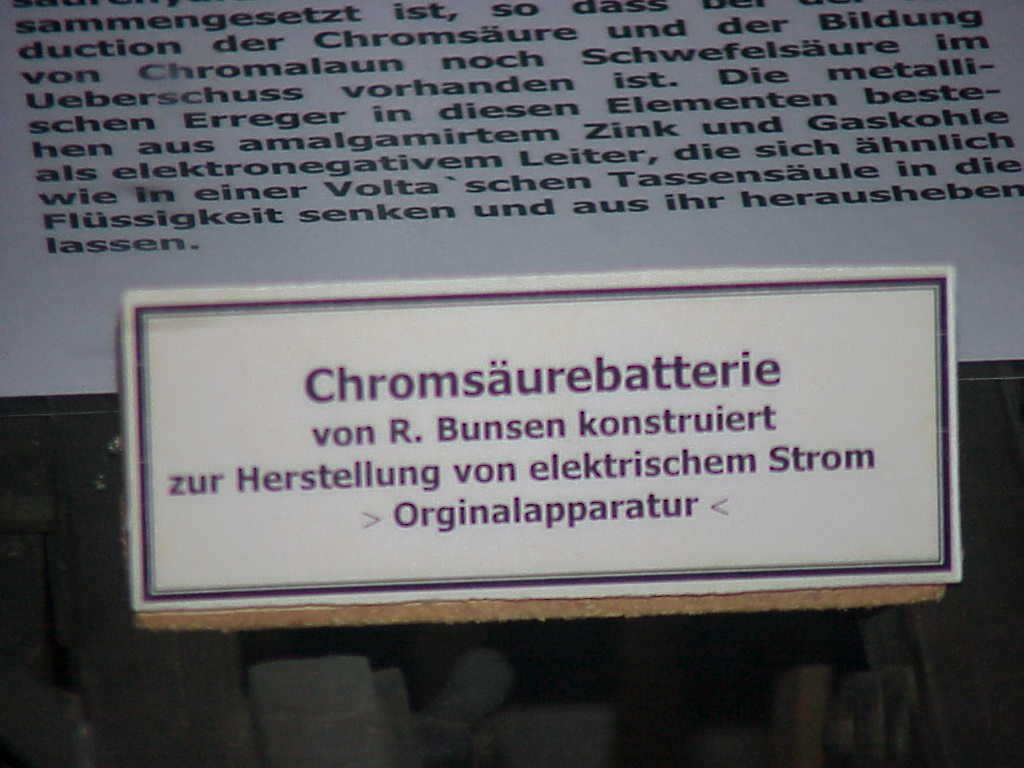 sammengesetzt ist, so dass bei der
duction der Chromsäure und der Bildung
von Chromalaun noch Schwefelsäure im
Ueberschuss vorhanden ist. Die metalli-
schen Erreger in diesen Elementen beste-
hen aus amalgamirtem Zink und Gaskohle
als elektronegativem Leiter, die sich ähnlich
wie in einer Volta`schen Tassensäule in die
Flüssigkeit senken und aus ihr herausheben
lassen.
Chromsäurebatterie
von R. Bunsen konstruiert
zur Herstellung von elektrischem Strom
> Orginalapparatur <